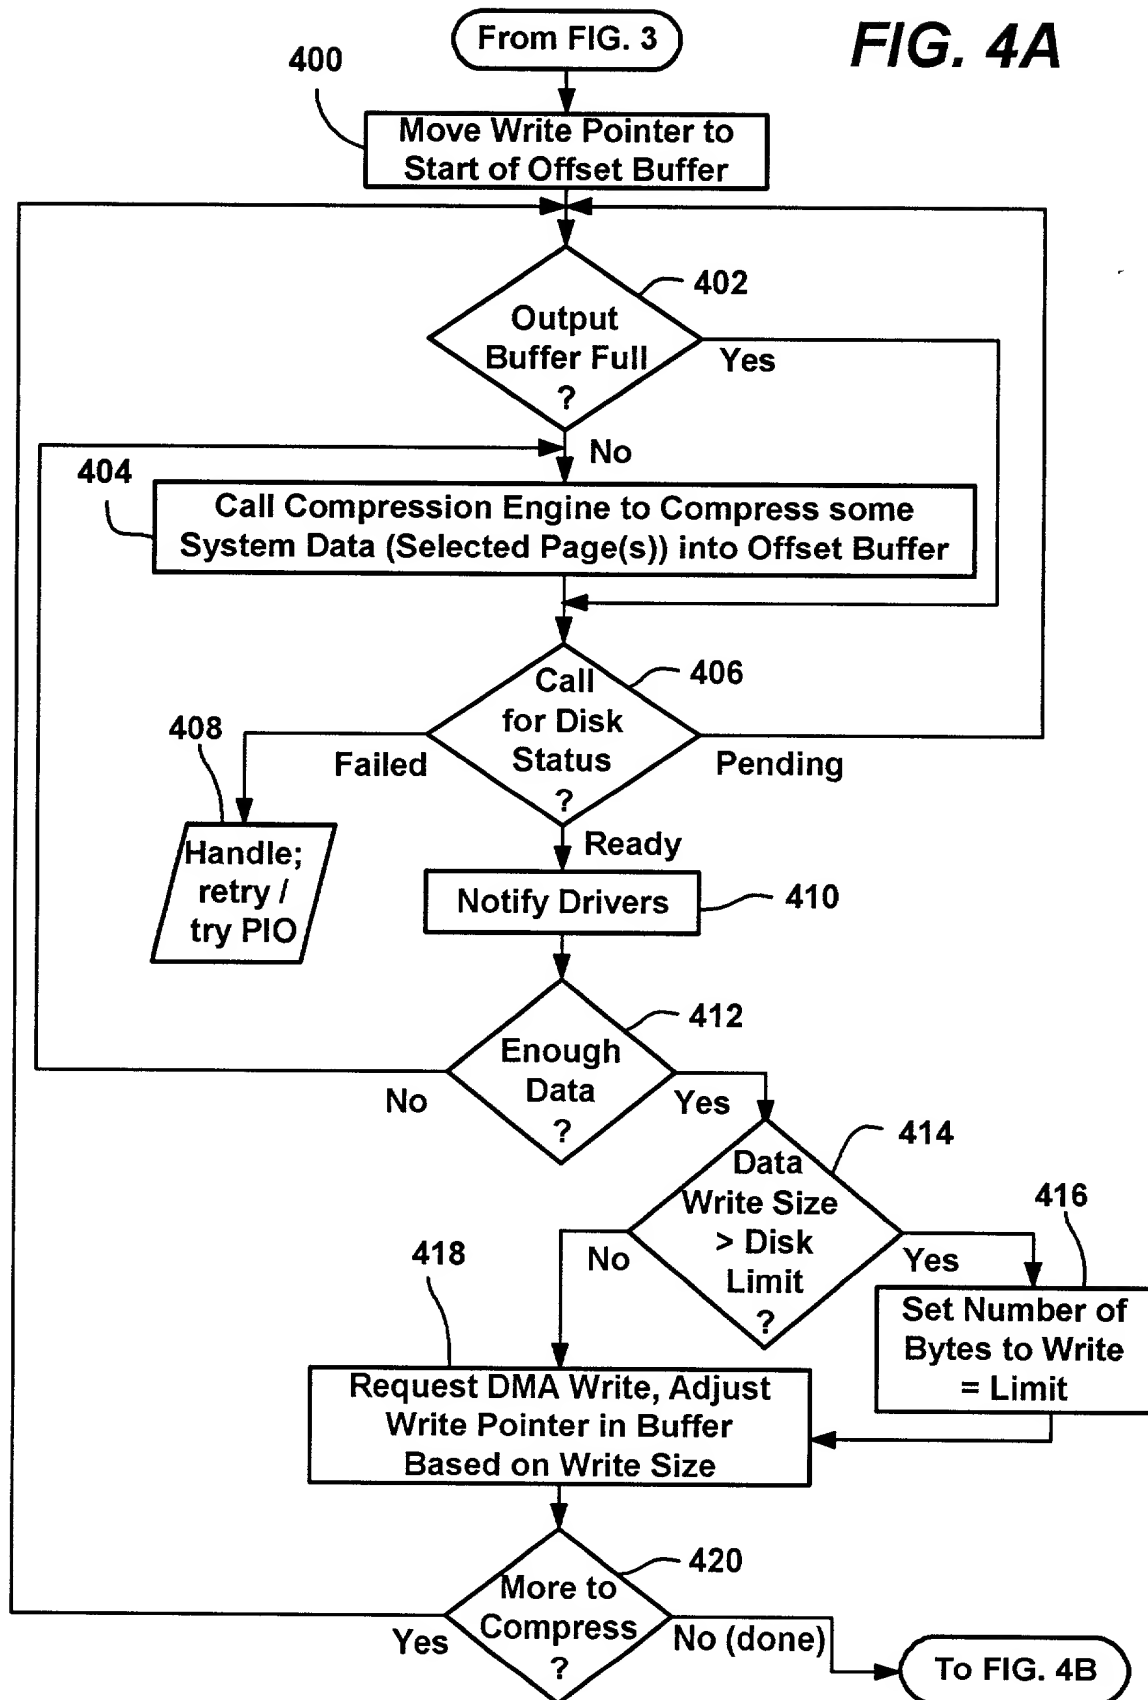 From FIG. 3
FIG. 4A
400
Move Write Pointer to
Start of Offset Buffer
402
Output
Buffer Full
?
Yes
No
404
Call Compression Engine to Compress some
System Data (Selected Page(s)) into Offset Buffer
406
Call
for Disk
Status
?
408
Failed
Pending
Ready
Handle;
retry /
try PIO
Notify Drivers
410
412
Enough
Data
?
No
Yes
414
Data
Write Size
> Disk
Limit
?
416
No
Yes
418
Set Number of
Bytes to Write
= Limit
Request DMA Write, Adjust
Write Pointer in Buffer
Based on Write Size
420
More to
Compress
?
Yes
No (done)
To FIG. 4B